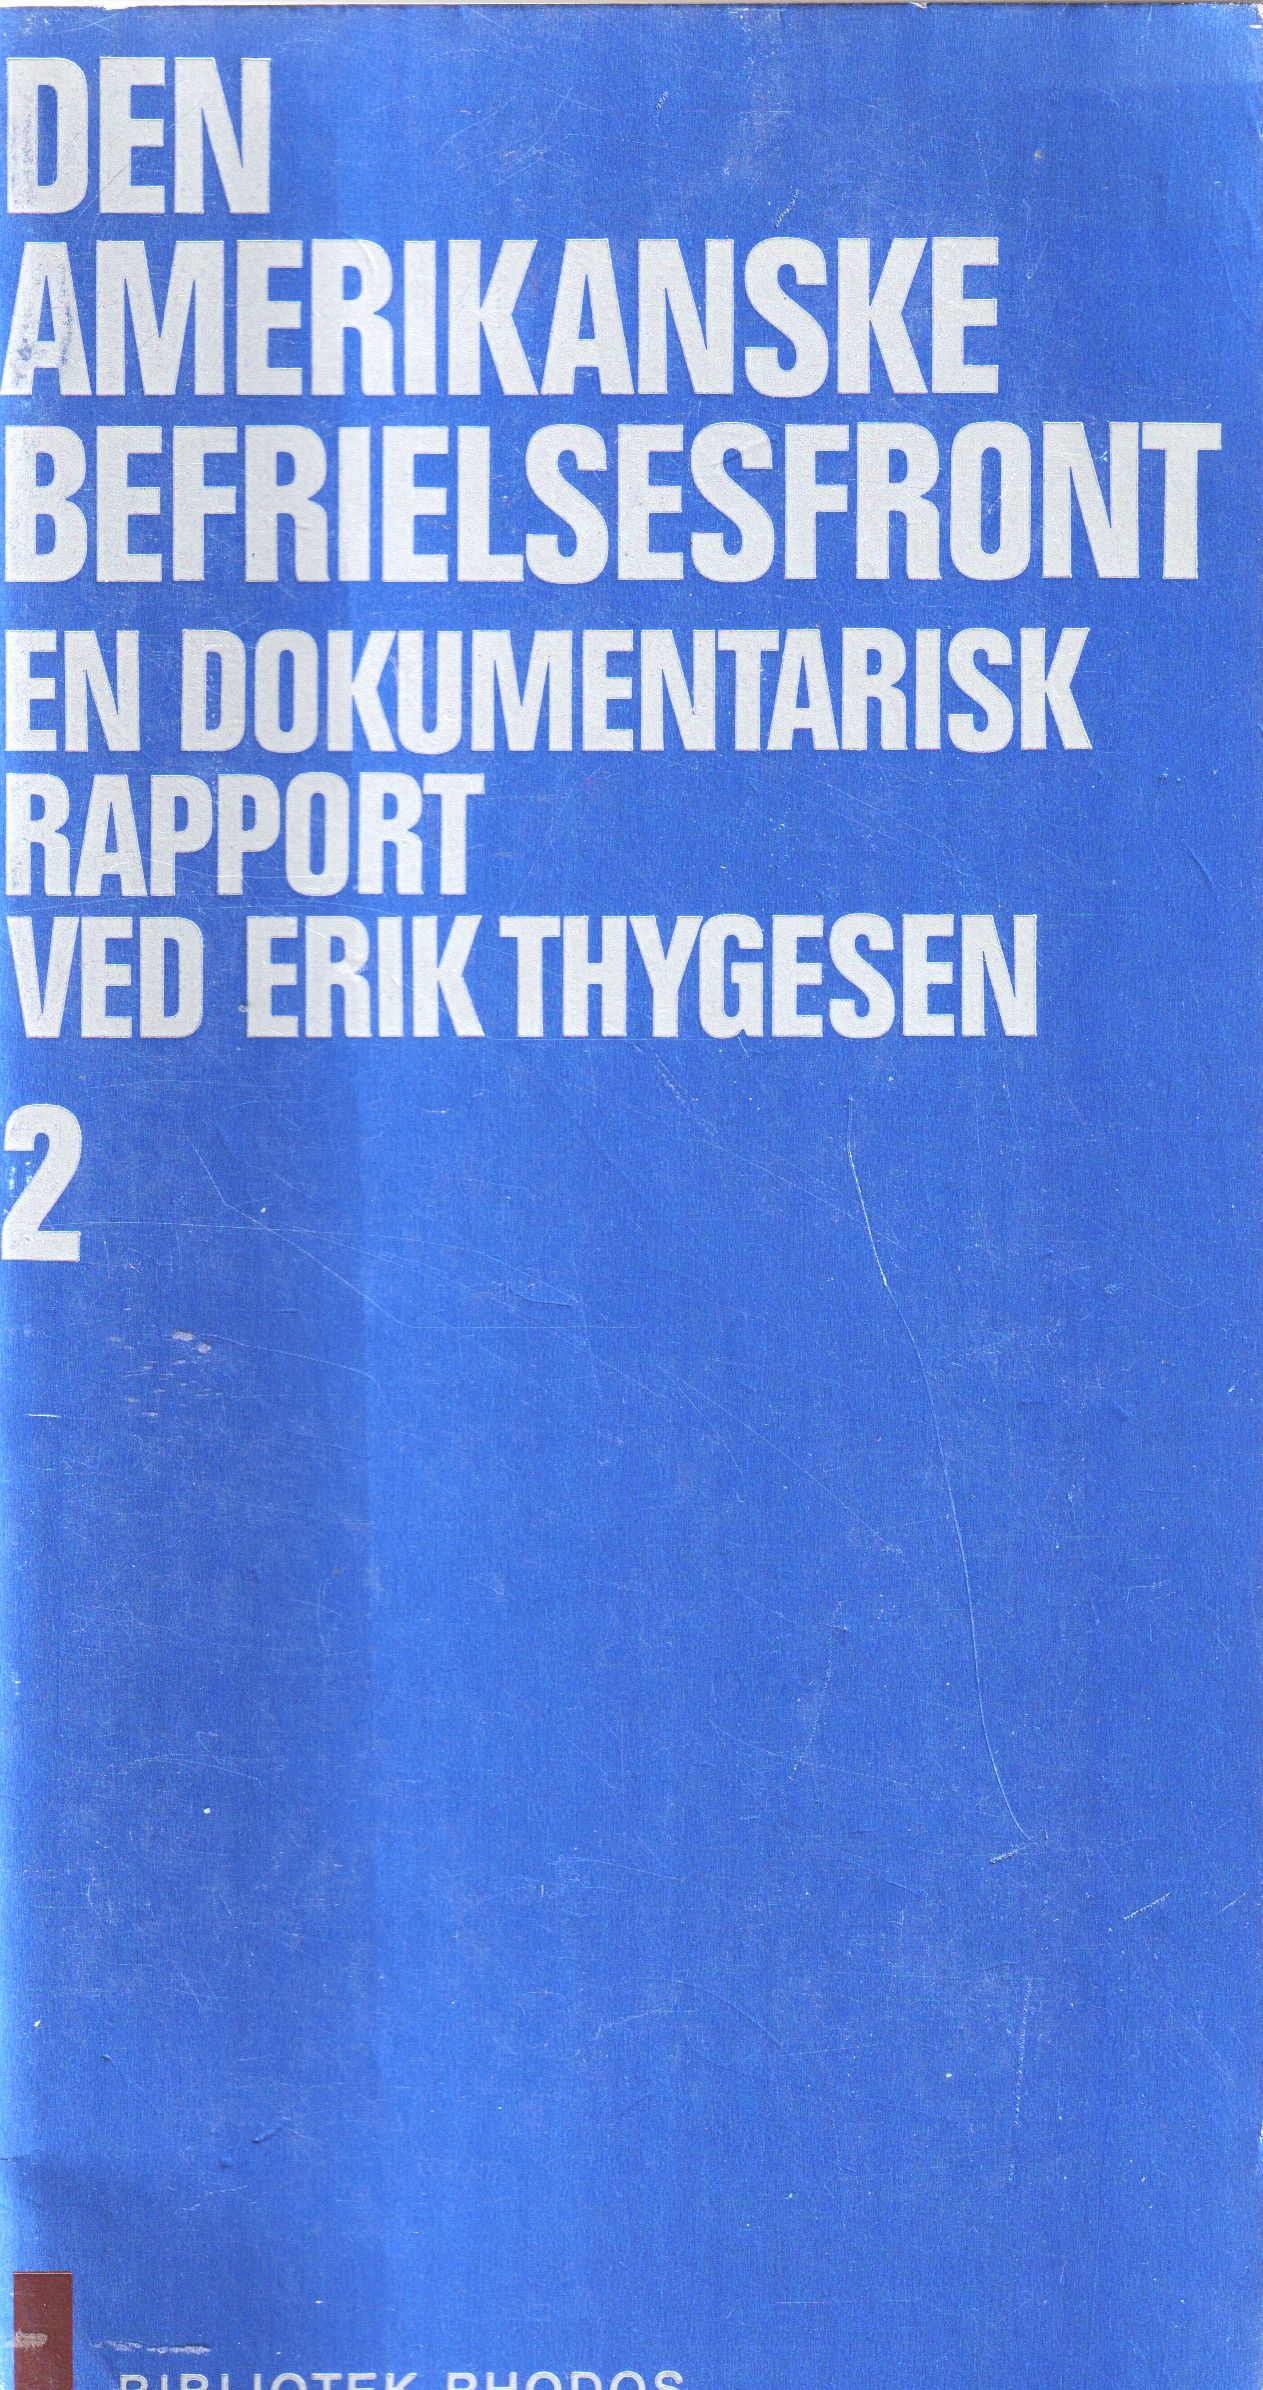 DEN
AMERIKANSKE
BEFRIELSESFRONT
EN DOKUMENTARISK
RAPPORT
VED ERIK THYGESEN
2
BIBLIOTEK RHODOS